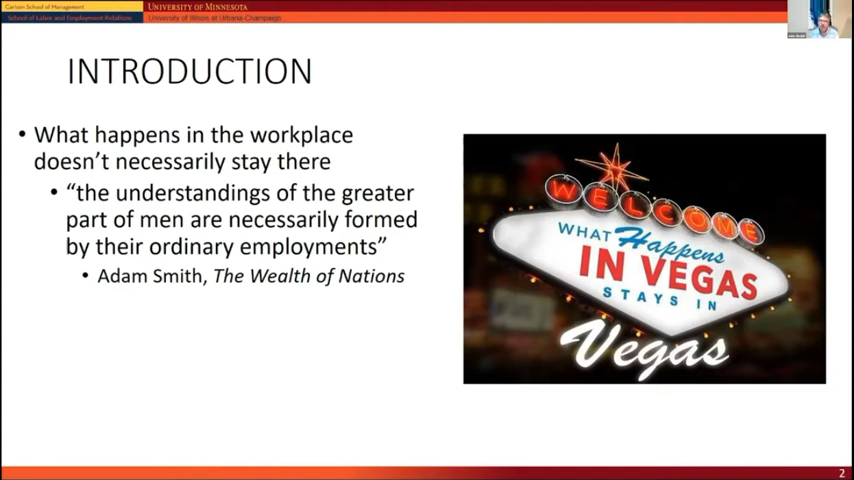 Carlson School of Management
UNIVERSITY OF MINNESOTA
School of Labor and Employment Relations
University of Illinois at Urbana-Champaign
INTRODUCTION
• What happens in the workplace
doesn’t necessarily stay there
• “the understandings of the greater
part of men are necessarily formed
by their ordinary employments”
• Adam Smith, The Wealth of Nations
WELCOME
WHAT Happens
IN VEGAS
STAYS IN
Vegas
2